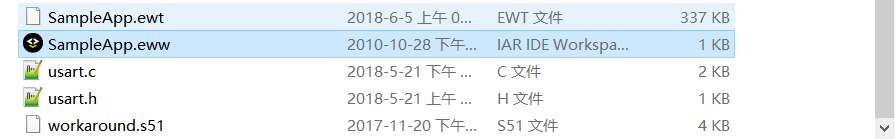 SampleApp.ewt 2018-6-5 上午 0... EWT 文件 337 KB
SampleApp.eww 2010-10-28 下午... IAR IDE Workspa... 1 KB
usart.c 2018-5-21 下午 ... C 文件 2 KB
usart.h 2018-5-21 上午 ... H 文件 1 KB
workaround.s51 2017-11-20 下午... S51 文件 4 KB